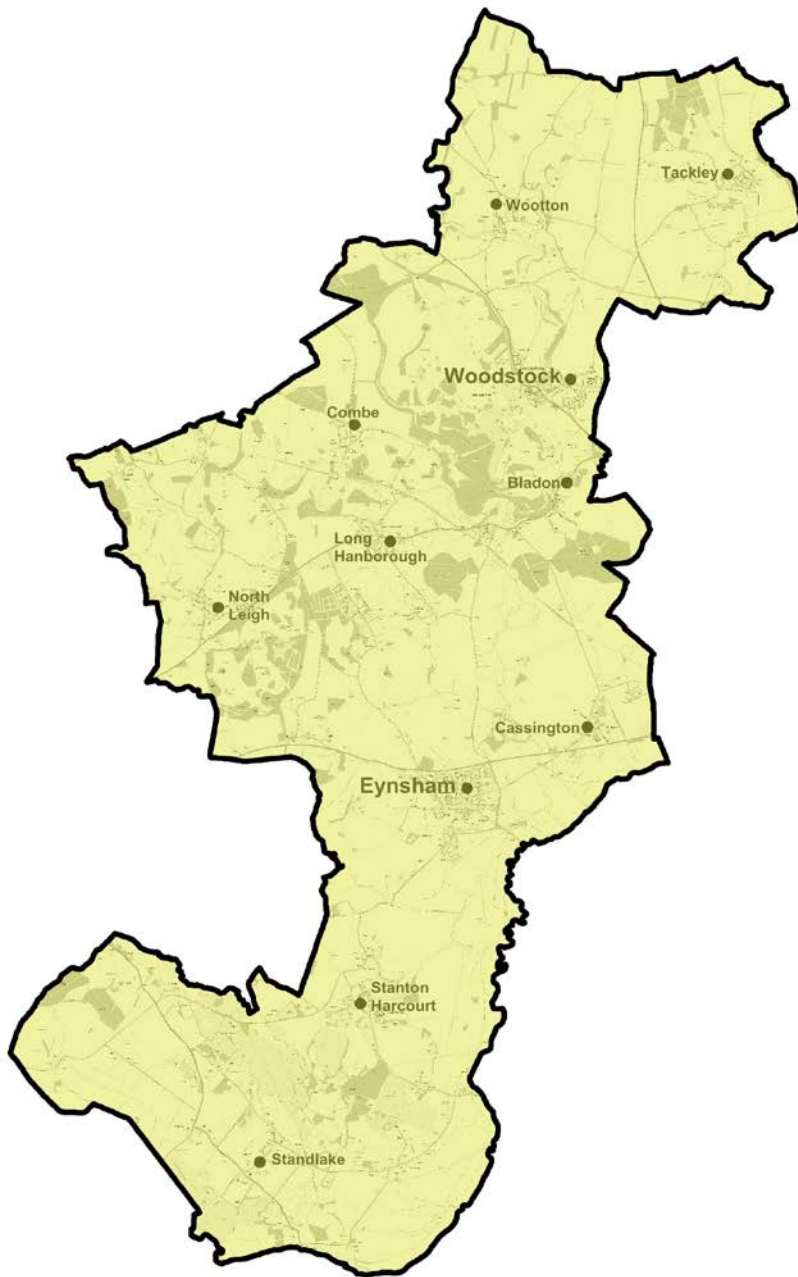 Tackley
Wootton
Woodstock
Combe
Bladon
Long
Hanborough
North
Leigh
Cassington
Eynsham
Stanton
Harcourt
Standlake